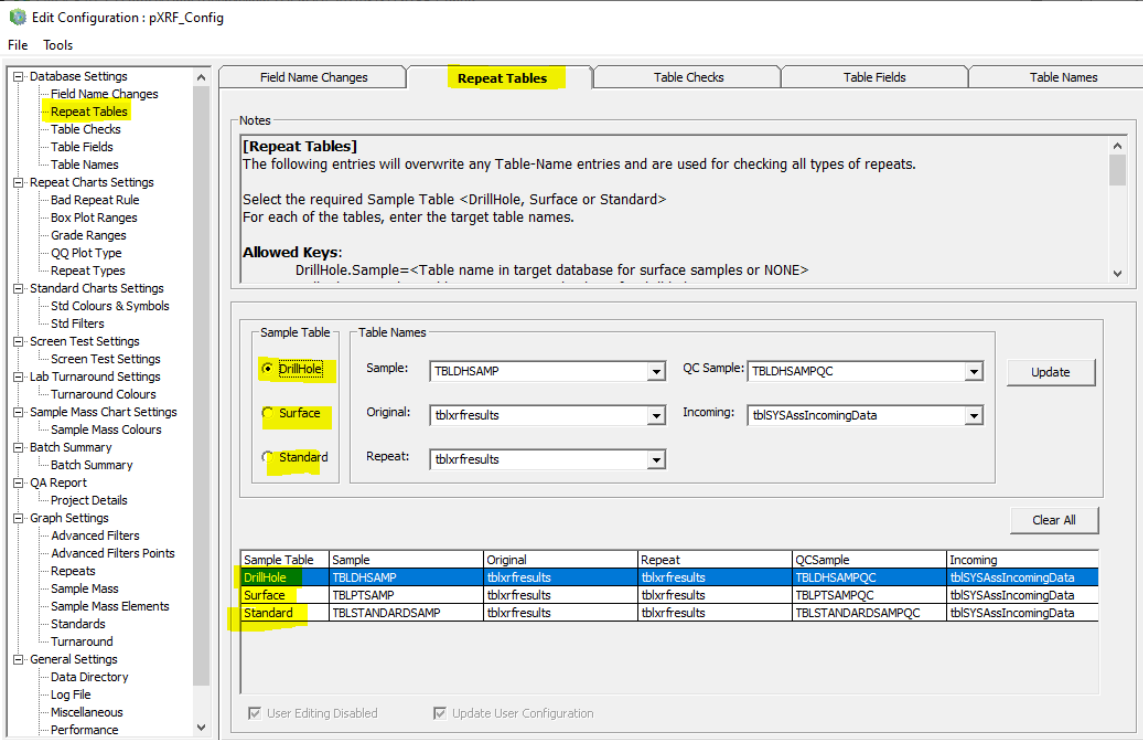 Edit Configuration : pXRF_Config
File Tools
Database Settings
Field Name Changes
Repeat Tables
Table Checks
Table Fields
Table Names
Repeat Charts Settings
Bad Repeat Rule
Box Plot Ranges
Grade Ranges
QQ Plot Type
Repeat Types
Standard Charts Settings
Std Colours & Symbols
Std Filters
Screen Test Settings
Screen Test Settings
Lab Turnaround Settings
Turnaround Colours
Sample Mass Chart Settings
Sample Mass Colours
Batch Summary
Batch Summary
QA Report
Project Details
Graph Settings
Advanced Filters
Advanced Filters Points
Repeats
Sample Mass
Sample Mass Elements
Standards
Turnaround
General Settings
Data Directory
Log File
Miscellaneous
Performance
Field Name Changes Repeat Tables Table Checks Table Fields Table Names
Notes
[Repeat Tables]
The following entries will overwrite any Table-Name entries and are used for checking all types of repeats.
Select the required Sample Table <DrillHole, Surface or Standard>
For each of the tables, enter the target table names.
Allowed Keys:
DrillHole.Sample=<Table name in target database for surface samples or NONE>
Sample Table Table Names
DrillHole Sample: TBLDHSAMP QC Sample: TBLDHSAMPQC Update
Surface Original: tblxrfresults Incoming: tblSYSAssIncomingData
Standard Repeat: tblxrfresults
Clear All
Sample Table Sample Original Repeat QCSample Incoming
DrillHole TBLDHSAMP tblxrfresults tblxrfresults TBLDHSAMPQC tblSYSAssIncomingData
Surface TBLPTSAMP tblxrfresults tblxrfresults TBLPTSAMPQC tblSYSAssIncomingData
Standard TBLSTANDARDSAMP tblxrfresults tblxrfresults TBLSTANDARDSAMPQC tblSYSAssIncomingData
User Editing Disabled Update User Configuration